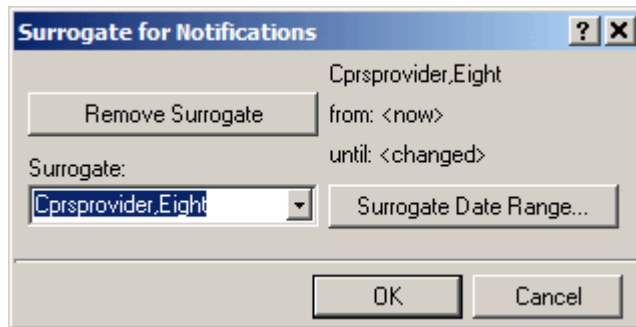 Surrogate for Notifications
Cprsprovider,Eight
Remove Surrogate
from: <now>
until: <changed>
Surrogate:
Cprsprovider,Eight
Surrogate Date Range...
OK
Cancel